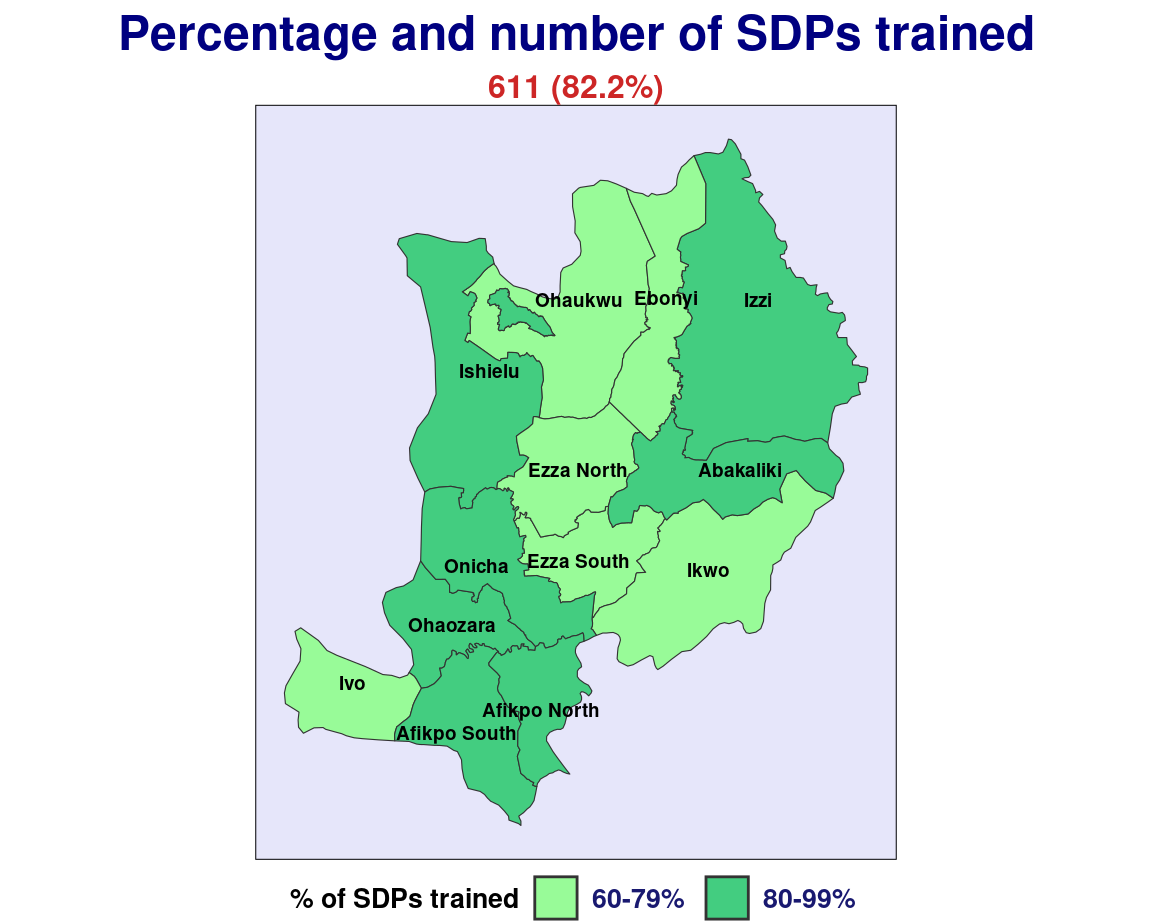 Percentage and number of SDPs trained
611 (82.2%)
Ohaukwu
Ebonyi
Izzi
Ishielu
Ezza North
Abakaliki
Ezza South
Onicha
Ikwo
Ohaozara
Ivo
Afikpo North
Afikpo South
% of SDPs trained 60-79% 80-99%